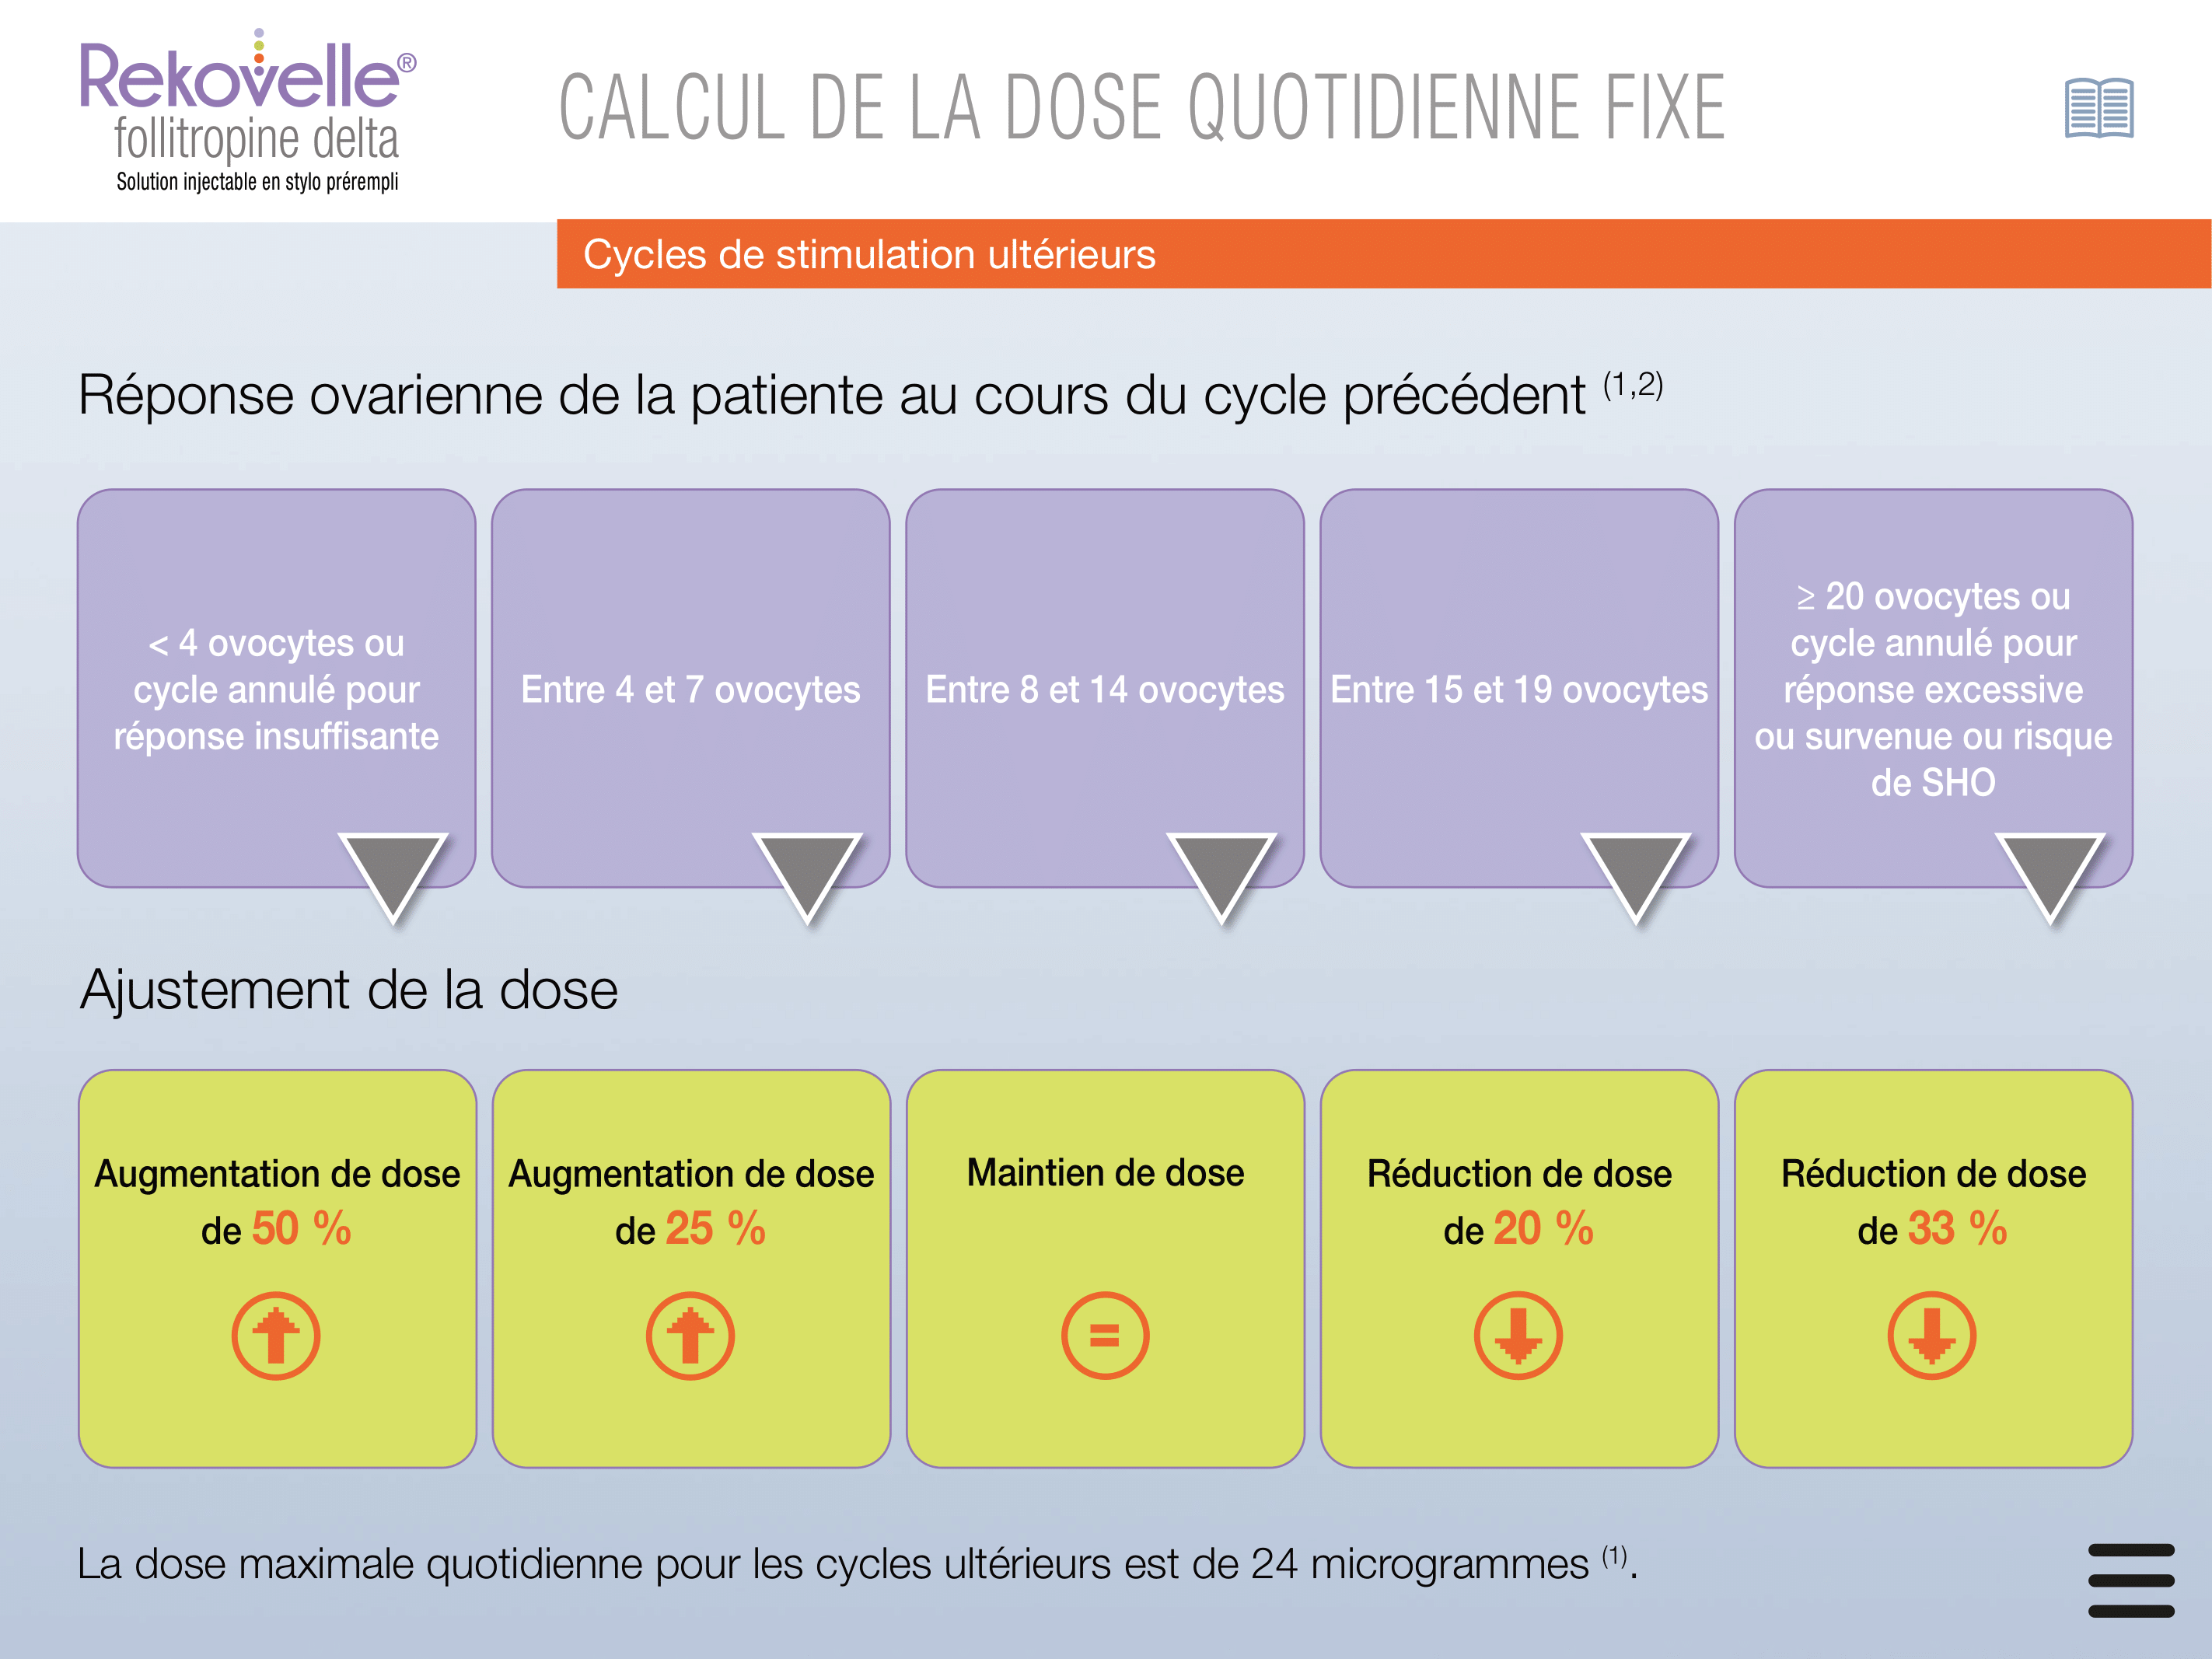 Rekovelle®
follitropine delta
Solution injectable en stylo prérempli
CALCUL DE LA DOSE QUOTIDIENNE FIXE
Cycles de stimulation ultérieurs
Réponse ovarienne de la patiente au cours du cycle précédent (1,2)
< 4 ovocytes ou
cycle annulé pour
réponse insuffisante
Entre 4 et 7 ovocytes
Entre 8 et 14 ovocytes
Entre 15 et 19 ovocytes
≥ 20 ovocytes ou
cycle annulé pour
réponse excessive
ou survenue ou risque
de SHO
Ajustement de la dose
Augmentation de dose
de 50 %
Augmentation de dose
de 25 %
Maintien de dose
=
Réduction de dose
de 20 %
Réduction de dose
de 33 %
La dose maximale quotidienne pour les cycles ultérieurs est de 24 microgrammes (1).